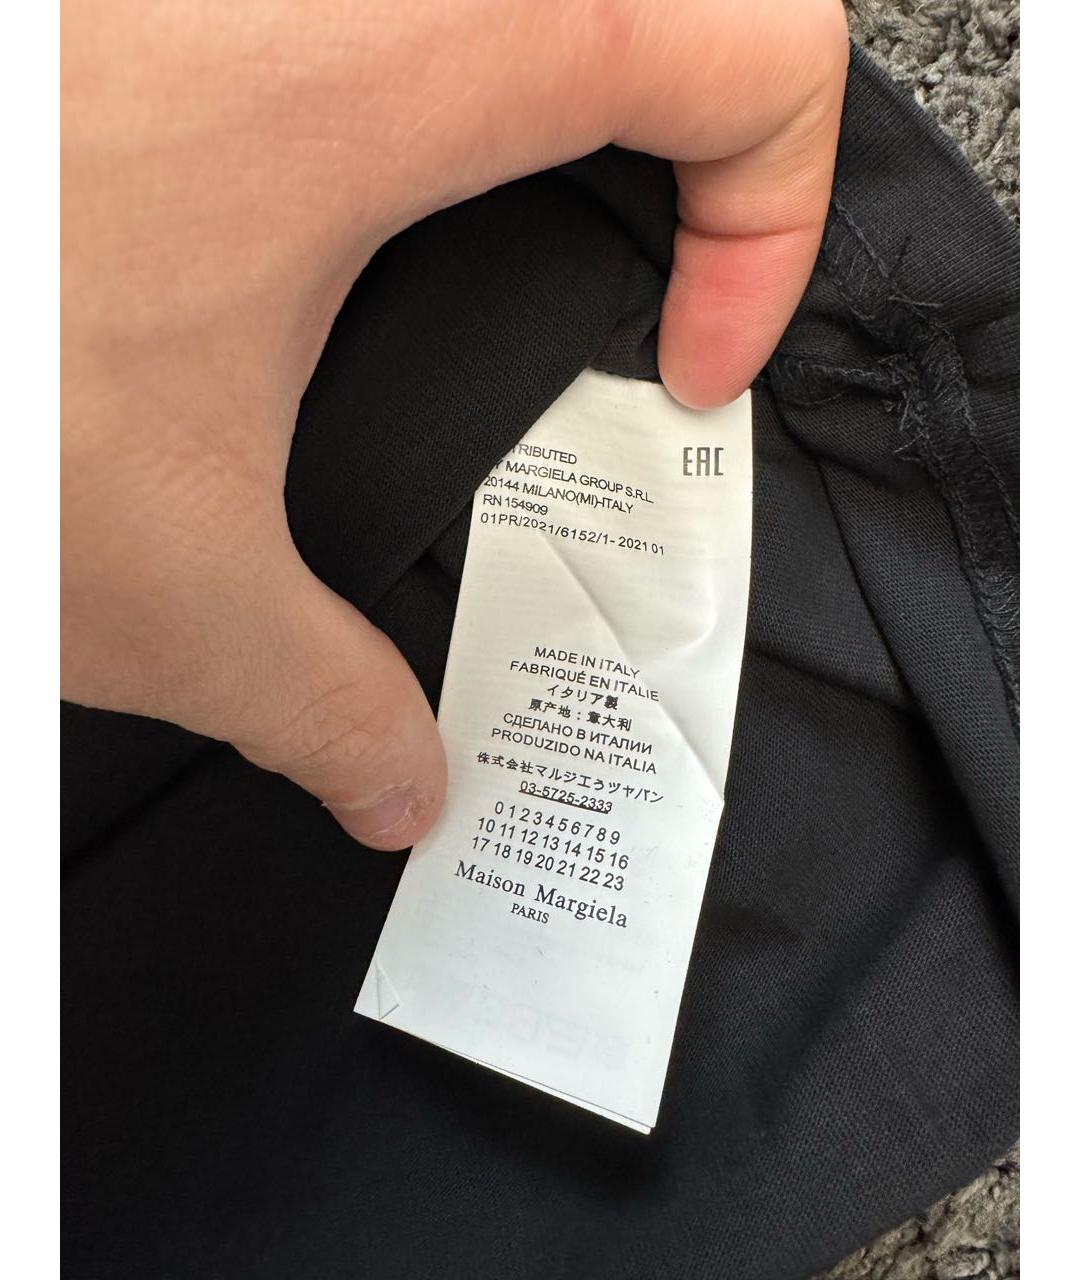 TRIBUTED
Y MARGIELA GROUP S.R.L
20144 MILANO(MI)-ITALY
RN 154909
01PR/2021/6152/1- 2021 01
EAC
MADE IN ITALY
FABRIQUÉ EN ITALIE
イタリア製
原产地：意大利
СДЕЛАНО В ИТАЛИИ
PRODUZIDO NA ITALIA
株式会社マルジエラツヤパン
03-5725-2333
0 1 2 3 4 5 6 7 8 9
10 11 12 13 14 15 16
17 18 19 20 21 22 23
Maison Margiela
PARIS